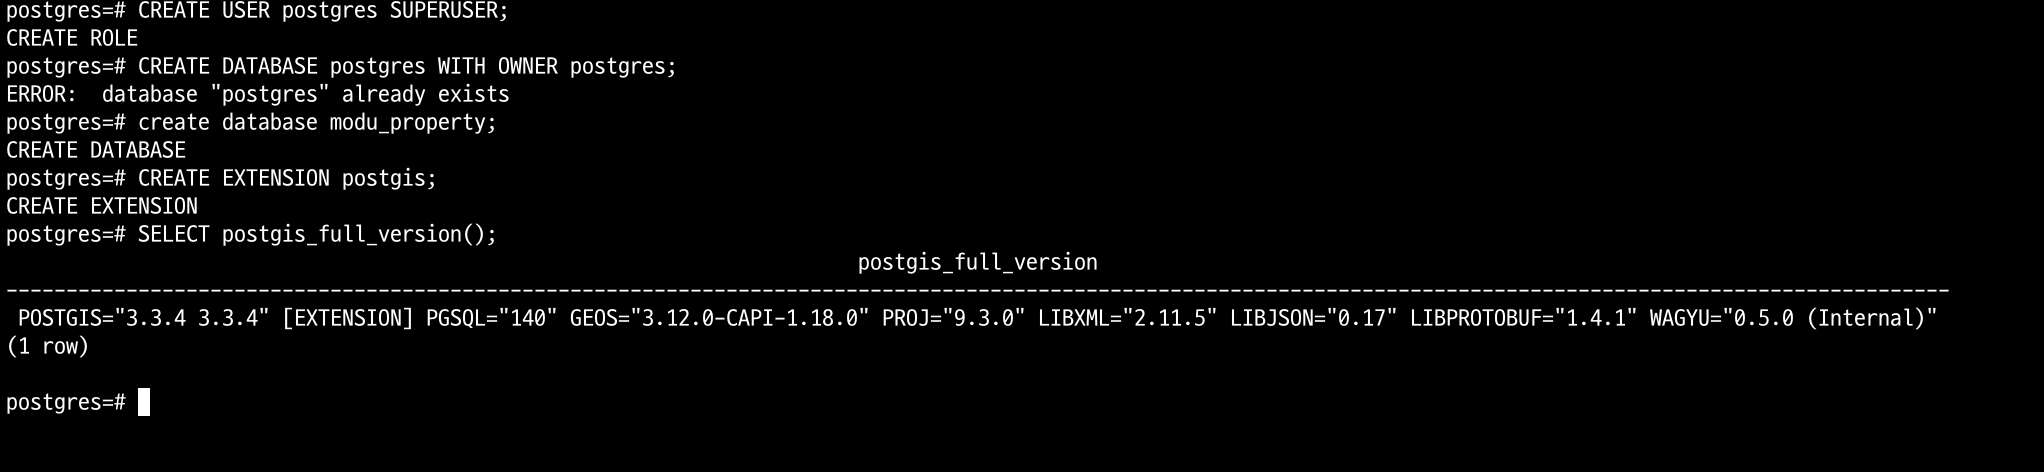 postgres=# CREATE USER postgres SUPERUSER;
CREATE ROLE
postgres=# CREATE DATABASE postgres WITH OWNER postgres;
ERROR:  database "postgres" already exists
postgres=# create database modu_property;
CREATE DATABASE
postgres=# CREATE EXTENSION postgis;
CREATE EXTENSION
postgres=# SELECT postgis_full_version();
postgis_full_version
------------------------------------------------------------------------------------------------------------------------------------------------------------------
POSTGIS="3.3.4 3.3.4" [EXTENSION] PGSQL="140" GEOS="3.12.0-CAPI-1.18.0" PROJ="9.3.0" LIBXML="2.11.5" LIBJSON="0.17" LIBPROTOBUF="1.4.1" WAGYU="0.5.0 (Internal)"
(1 row)
postgres=#